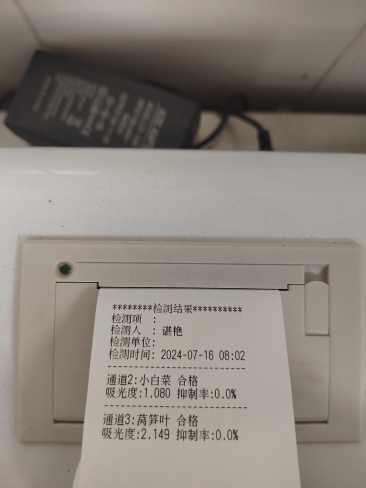 ********检测结果**********
检测项 :
检测人 : 谌艳
检测单位:
检测时间: 2024-07-16 08:02
--------------------------
通道2:小白菜 合格
吸光度:1.080 抑制率:0.0%
--------------------------
通道3:莴笋叶 合格
吸光度:2.149 抑制率:0.0%